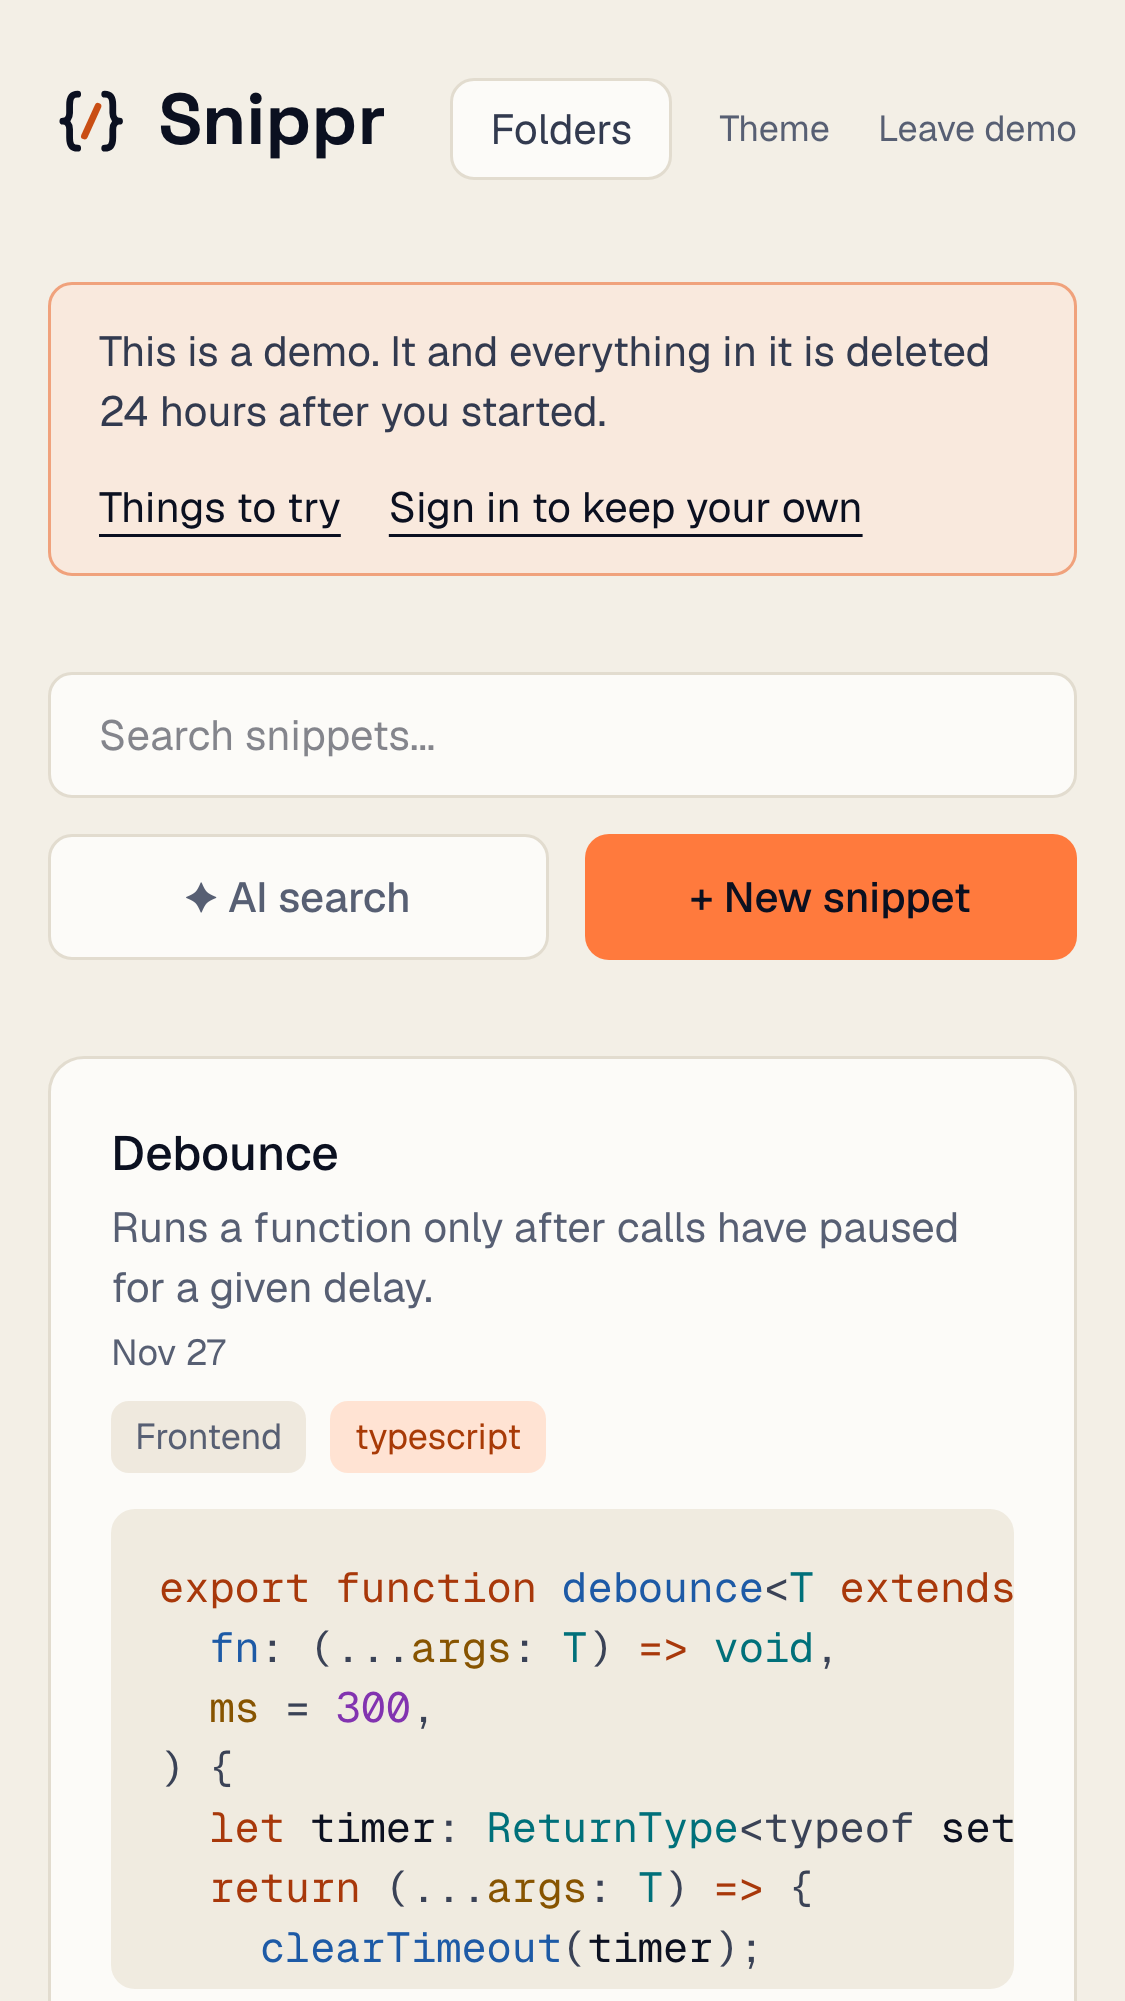 {/} Snippr
Folders
Theme
Leave demo
This is a demo. It and everything in it is deleted
24 hours after you started.
Things to try
Sign in to keep your own
Search snippets...
✦ AI search
+ New snippet
Debounce
Runs a function only after calls have paused
for a given delay.
Nov 27
Frontend
typescript
export function debounce<T extends
  fn: (...args: T) => void,
  ms = 300,
) {
  let timer: ReturnType<typeof set
  return (...args: T) => {
    clearTimeout(timer);